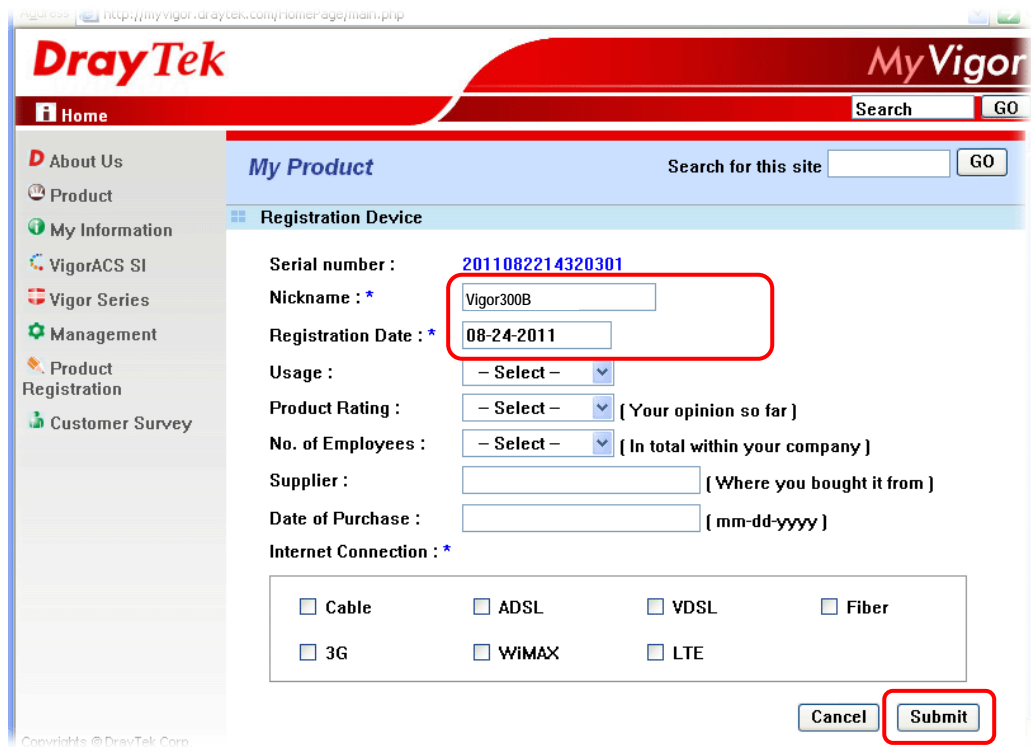 Address http://myvigor.draytek.com/HomePage/main.php
DrayTek
MyVigor
Home
Search GO
About Us
Product
My Information
VigorACS SI
Vigor Series
Management
Product
Registration
Customer Survey
My Product
Search for this site GO
Registration Device
Serial number : 2011082214320301
Nickname : * Vigor300B
Registration Date : * 08-24-2011
Usage : – Select –
Product Rating : – Select – ( Your opinion so far )
No. of Employees : – Select – ( In total within your company )
Supplier : ( Where you bought it from )
Date of Purchase : ( mm-dd-yyyy )
Internet Connection : *
Cable ADSL VDSL Fiber
3G WiMAX LTE
Cancel Submit
Copyrights © DrayTek Corp.